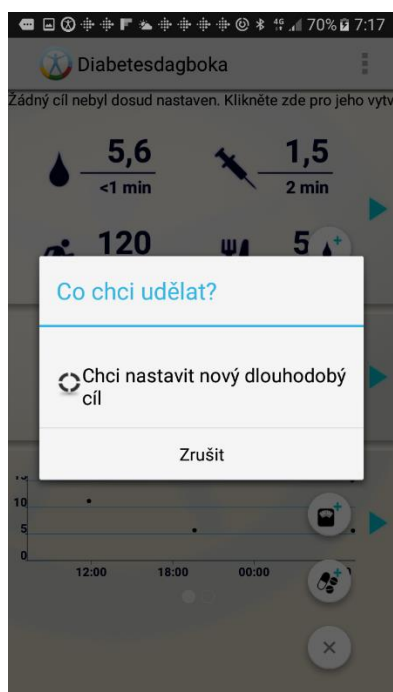 4G 70% 7:17
Diabetesdagboka
Žádný cíl nebyl dosud nastaven. Klikněte zde pro jeho vytv
5,6 1,5
<1 min 2 min
120 5
Co chci udělat?
Chci nastavit nový dlouhodobý
cíl
Zrušit
10
5
0
12:00 18:00 00:00